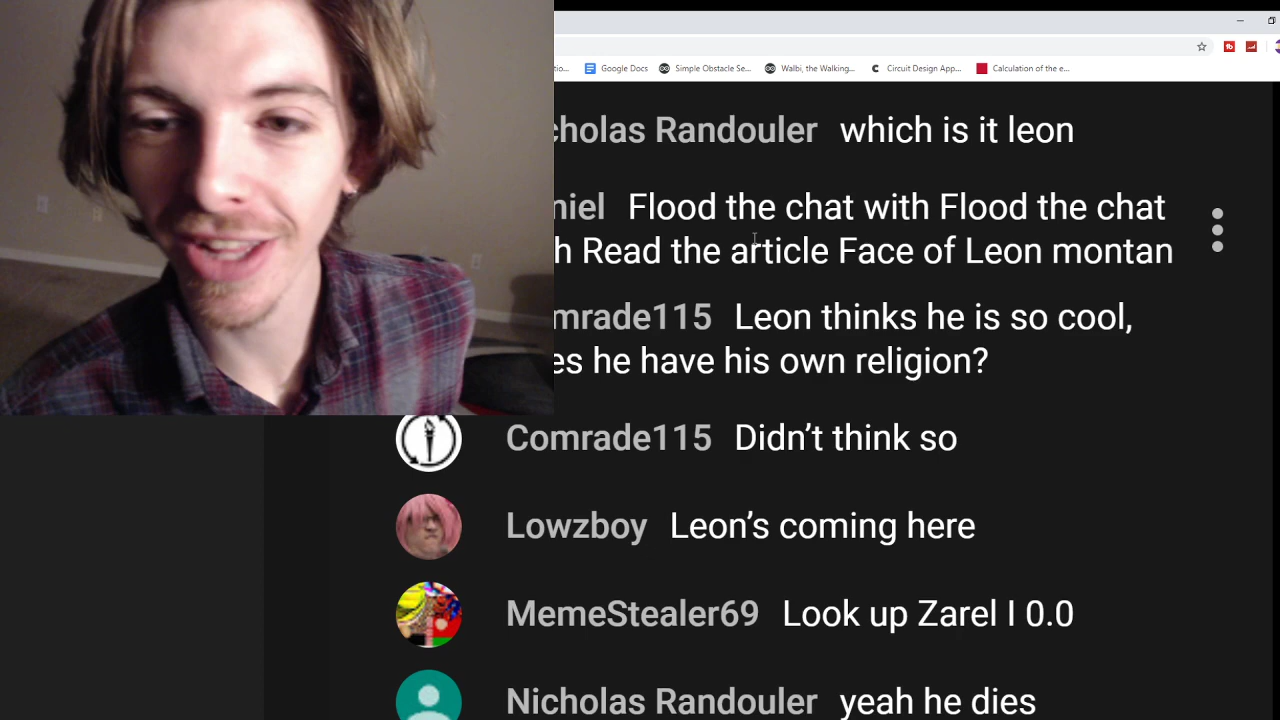 tio... Google Docs Simple Obstacle Se... Walbi, the Walking... Circuit Design App... Calculation of the e...
cholas Randouler which is it leon
niel Flood the chat with Flood the chat
h Read the article Face of Leon montan
mrade115 Leon thinks he is so cool,
es he have his own religion?
Comrade115 Didn’t think so
Lowzboy Leon’s coming here
MemeStealer69 Look up Zarel I 0.0
Nicholas Randouler yeah he dies